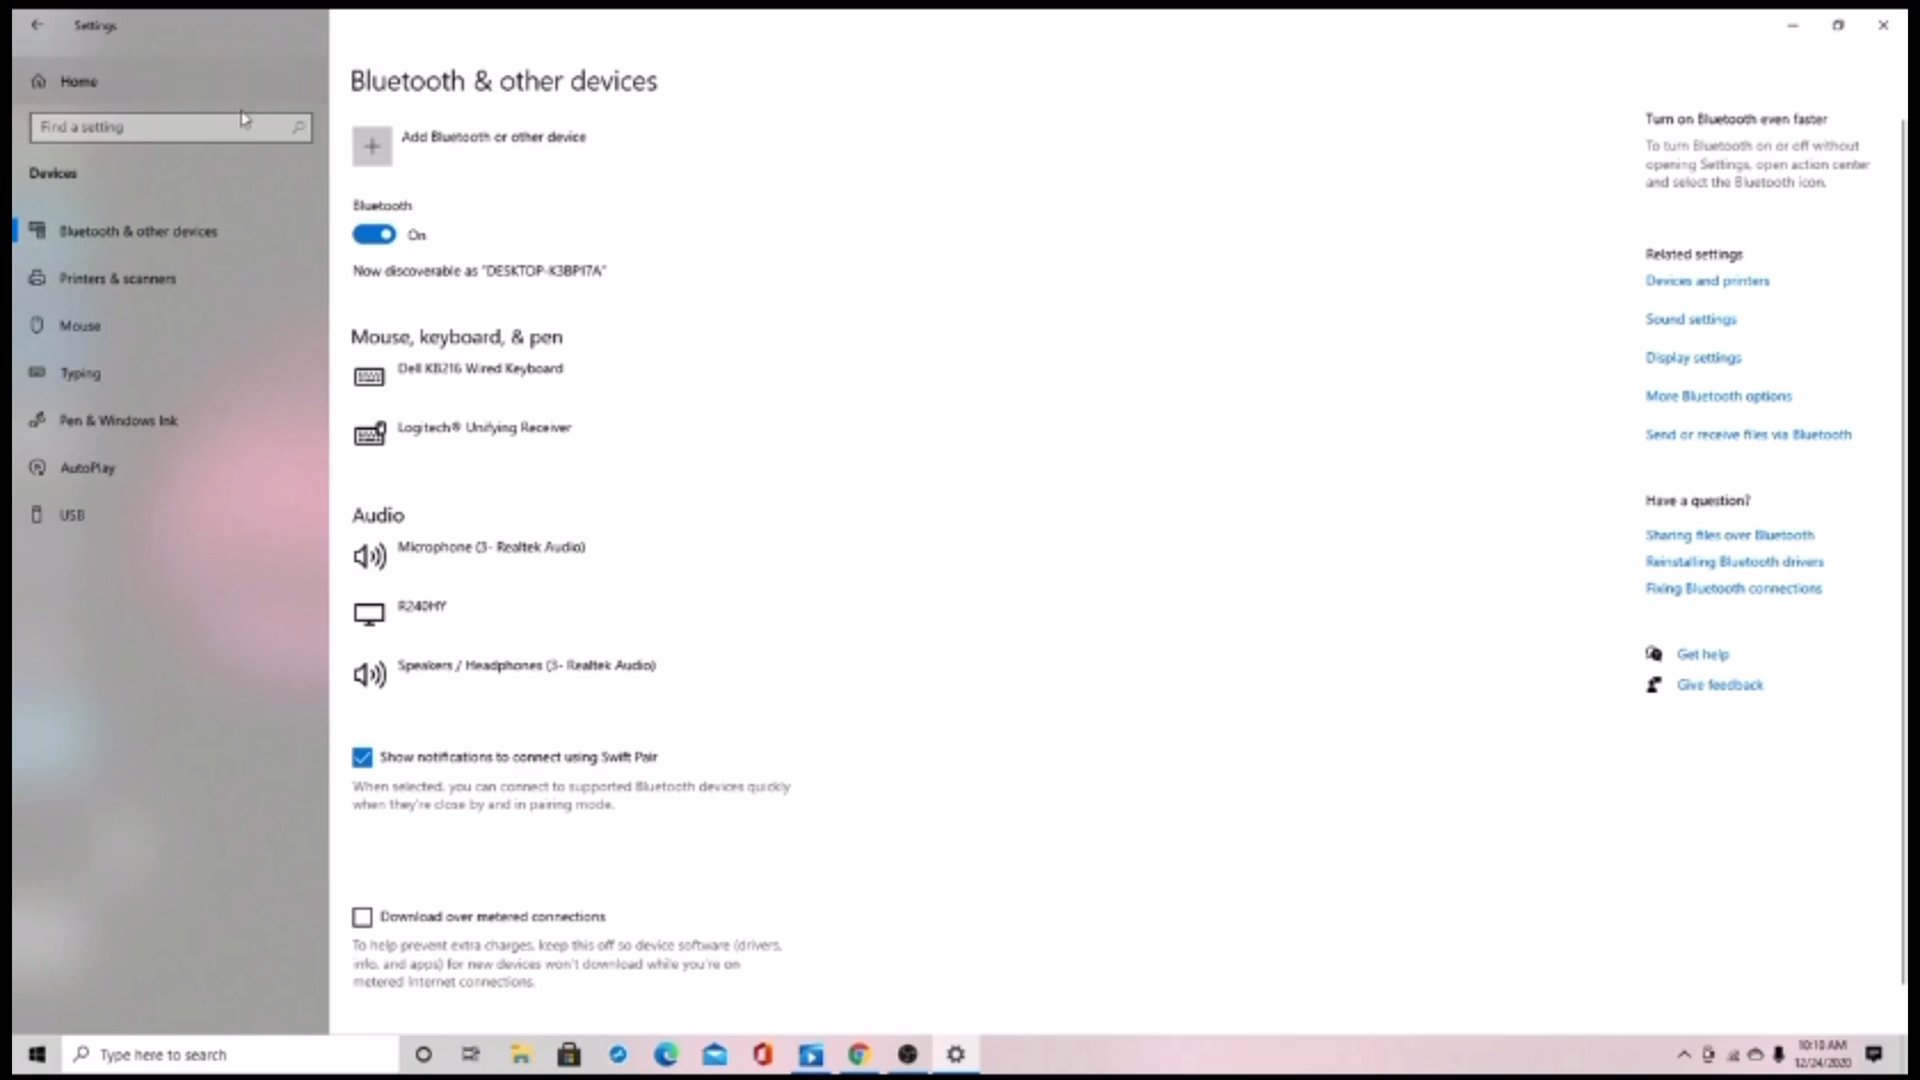 Settings
Home
Find a setting
Devices
Bluetooth & other devices
Printers & scanners
Mouse
Typing
Pen & Windows Ink
AutoPlay
USB
Bluetooth & other devices
Add Bluetooth or other device
Bluetooth
On
Now discoverable as "DESKTOP-K3BPI7A"
Mouse, keyboard, & pen
Dell KB216 Wired Keyboard
Logitech® Unifying Receiver
Audio
Microphone (3- Realtek Audio)
R240HY
Speakers / Headphones (3- Realtek Audio)
Show notifications to connect using Swift Pair
When selected, you can connect to supported Bluetooth devices quickly
when they're close by and in pairing mode.
Download over metered connections
To help prevent extra charges, keep this off so device software (drivers,
info, and apps) for new devices won't download while you're on
metered Internet connections.
Turn on Bluetooth even faster
To turn Bluetooth on or off without
opening Settings, open action center
and select the Bluetooth icon.
Related settings
Devices and printers
Sound settings
Display settings
More Bluetooth options
Send or receive files via Bluetooth
Have a question?
Sharing files over Bluetooth
Reinstalling Bluetooth drivers
Fixing Bluetooth connections
Get help
Give feedback
Type here to search
10:10 AM
12/24/2020